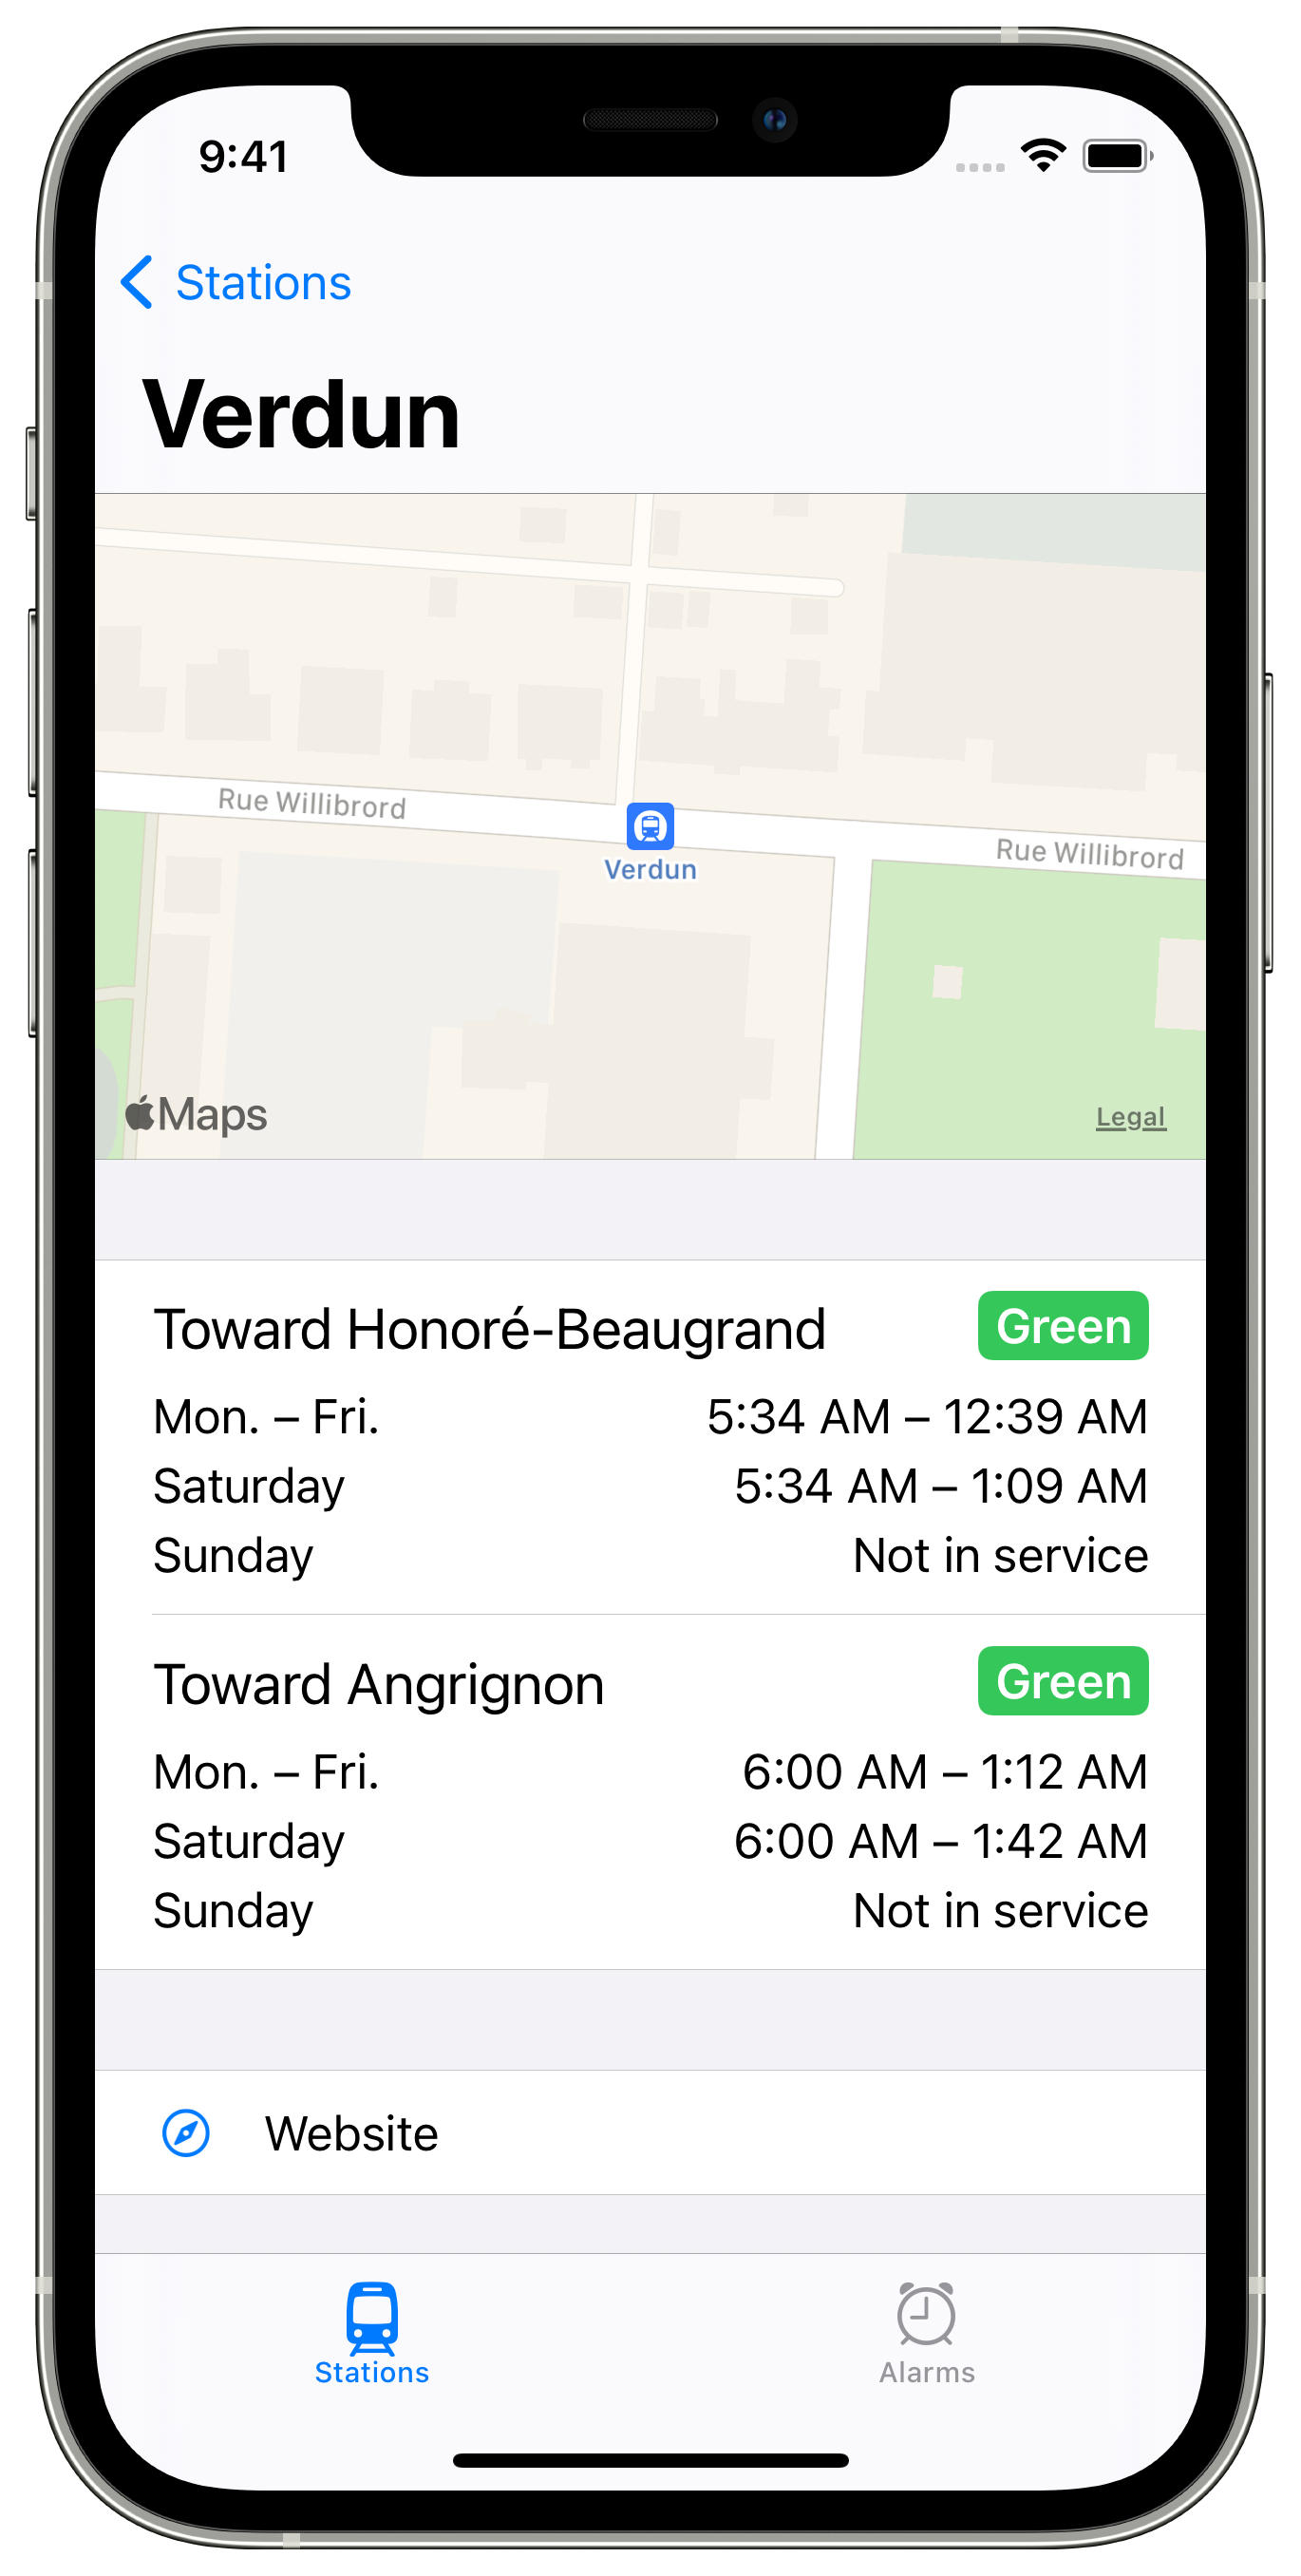 9:41
Stations
Verdun
Rue Willibrord
Verdun
Rue Willibrord
Maps
Legal
Toward Honoré-Beaugrand Green
Mon. – Fri. 5:34 AM – 12:39 AM
Saturday 5:34 AM – 1:09 AM
Sunday Not in service
Toward Angrignon Green
Mon. – Fri. 6:00 AM – 1:12 AM
Saturday 6:00 AM – 1:42 AM
Sunday Not in service
Website
Stations Alarms